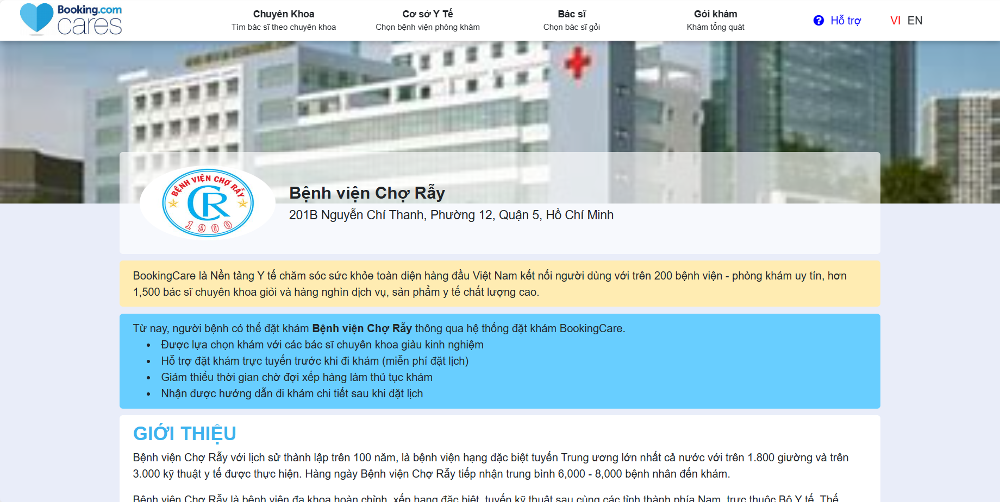 Booking.com
cares
Chuyên Khoa
Tìm bác sĩ theo chuyên khoa
Cơ sở Y Tế
Chọn bệnh viện phòng khám
Bác sĩ
Chọn bác sĩ gỏi
Gói khám
Khám tổng quát
Hỗ trợ
VI EN
BỆNH VIỆN CHỢ RẪY
CR
1900
Bệnh viện Chợ Rẫy
201B Nguyễn Chí Thanh, Phường 12, Quận 5, Hồ Chí Minh
BookingCare là Nền tảng Y tế chăm sóc sức khỏe toàn diện hàng đầu Việt Nam kết nối người dùng với trên 200 bệnh viện - phòng khám uy tín, hơn
1,500 bác sĩ chuyên khoa giỏi và hàng nghìn dịch vụ, sản phẩm y tế chất lượng cao.
Từ nay, người bệnh có thể đặt khám Bệnh viện Chợ Rẫy thông qua hệ thống đặt khám BookingCare.
• Được lựa chọn khám với các bác sĩ chuyên khoa giàu kinh nghiệm
• Hỗ trợ đặt khám trực tuyến trước khi đi khám (miễn phí đặt lịch)
• Giảm thiểu thời gian chờ đợi xếp hàng làm thủ tục khám
• Nhận được hướng dẫn đi khám chi tiết sau khi đặt lịch
GIỚI THIỆU
Bệnh viện Chợ Rẫy với lịch sử thành lập trên 100 năm, là bệnh viện hạng đặc biệt tuyến Trung ương lớn nhất cả nước với trên 1.800 giường và trên
3.000 kỹ thuật y tế được thực hiện. Hàng ngày Bệnh viện Chợ Rẫy tiếp nhận trung bình 6,000 - 8,000 bệnh nhân đến khám.
Bệnh viện Chợ Rẫy là bệnh viện đa khoa hoàn chỉnh, xếp hạng đặc biệt, tuyến kỹ thuật sau cùng các tỉnh thành phía Nam, trực thuộc Bộ Y tế. Thế